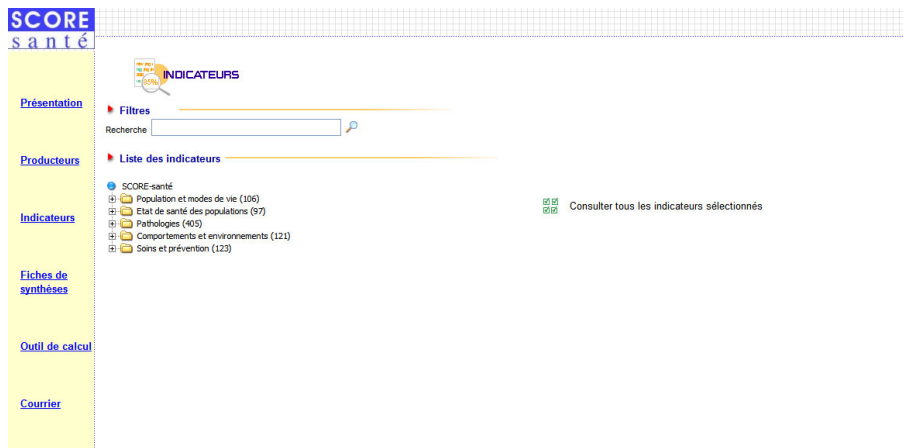 SCORE
santé
INDICATEURS
Présentation
Filtres
Recherche
Producteurs
Liste des indicateurs
SCORE-santé
Population et modes de vie (106)
Etat de santé des populations (97)
Pathologies (405)
Comportements et environnements (121)
Soins et prévention (123)
Consulter tous les indicateurs sélectionnés
Indicateurs
Fiches de
synthèses
Outil de calcul
Courrier